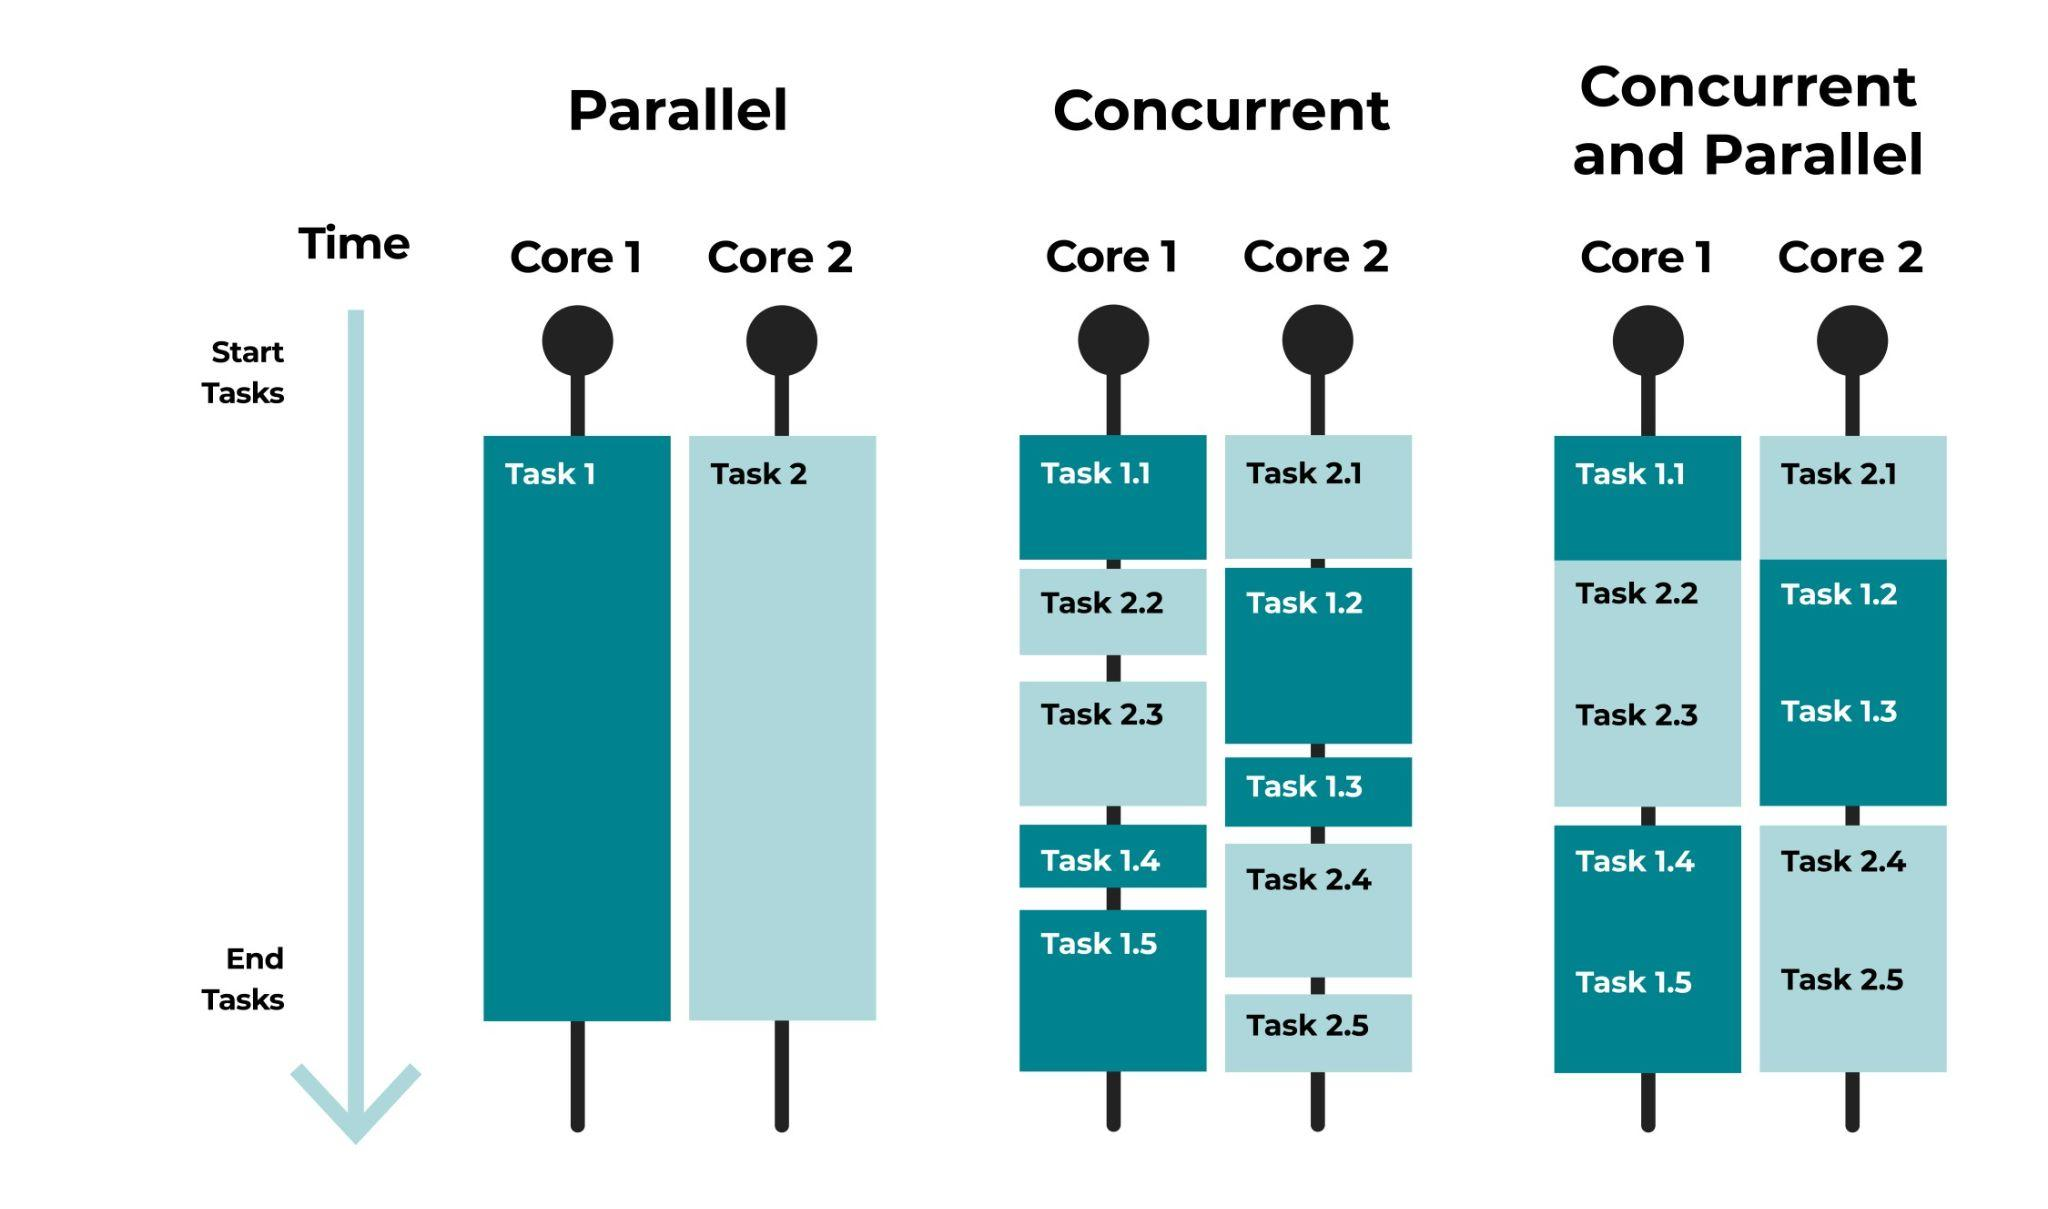 Parallel
Concurrent
Concurrent
and Parallel
Time
Core 1
Core 2
Core 1
Core 2
Core 1
Core 2
Start
Tasks
End
Tasks
Task 1
Task 2
Task 1.1
Task 2.2
Task 2.3
Task 1.4
Task 1.5
Task 2.1
Task 1.2
Task 1.3
Task 2.4
Task 2.5
Task 1.1
Task 2.2
Task 2.3
Task 1.4
Task 1.5
Task 2.1
Task 1.2
Task 1.3
Task 2.4
Task 2.5